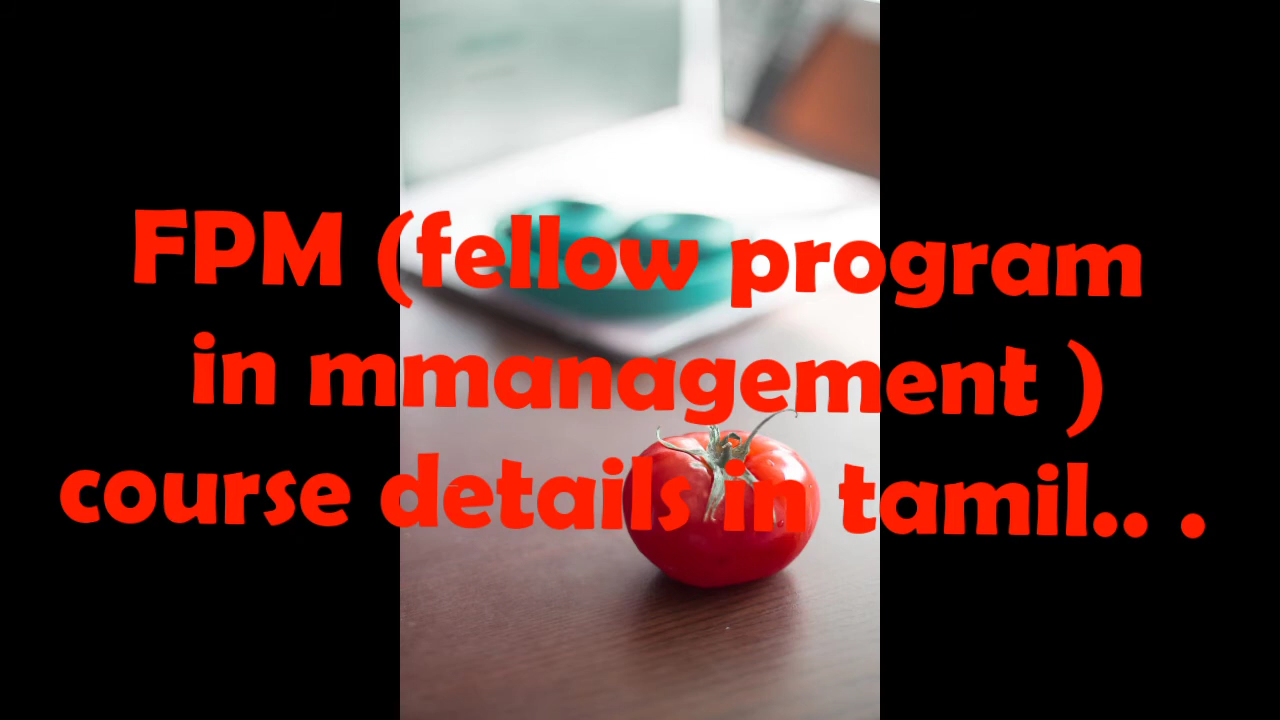 FPM (fellow program
in mmanagement )
course details in tamil.. .